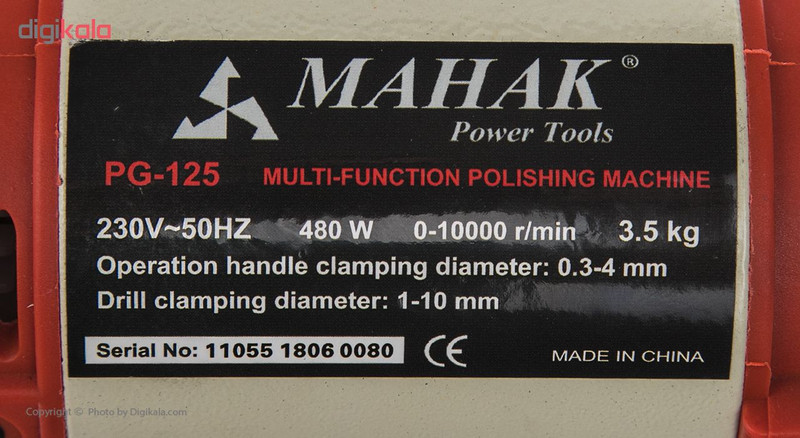 digikala
MAHAK®
Power Tools
PG-125 MULTI-FUNCTION POLISHING MACHINE
230V~50HZ 480 W 0-10000 r/min 3.5 kg
Operation handle clamping diameter: 0.3-4 mm
Drill clamping diameter: 1-10 mm
Serial No: 11055 1806 0080 CE MADE IN CHINA
Copyright © Photo by Digikala.com